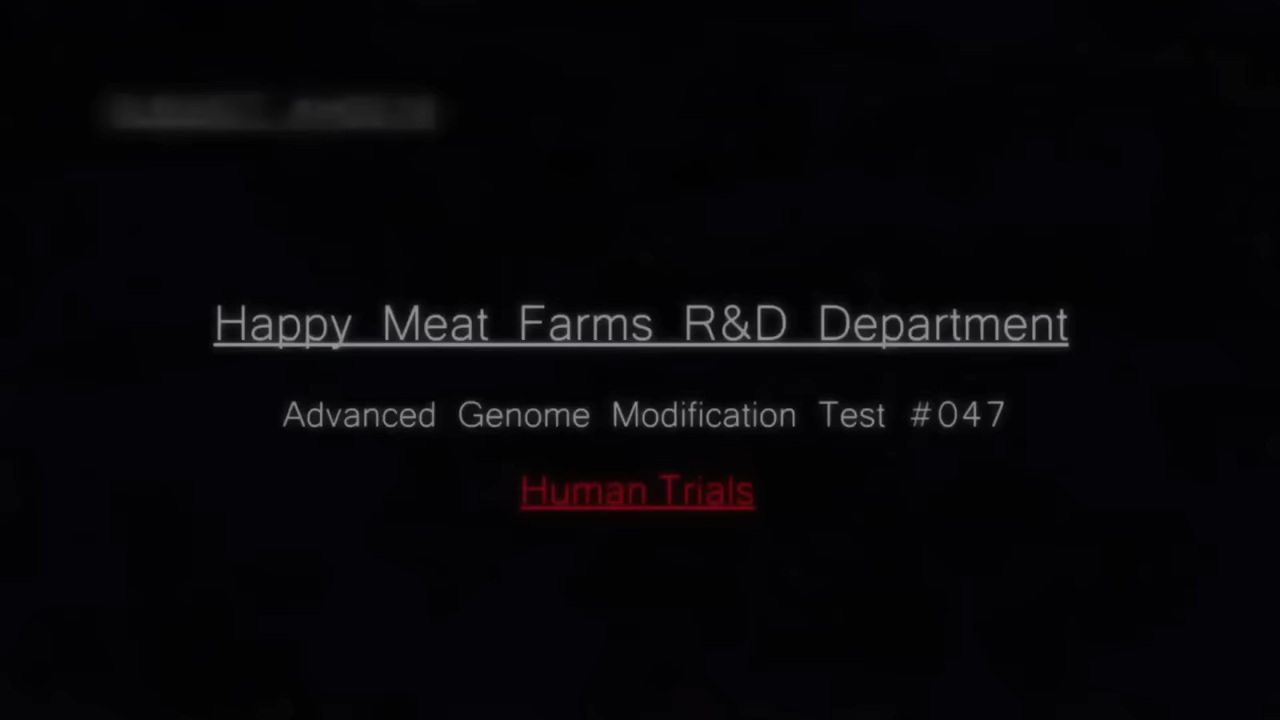 Happy Meat Farms R&D Department
Advanced Genome Modification Test #047
Human Trials